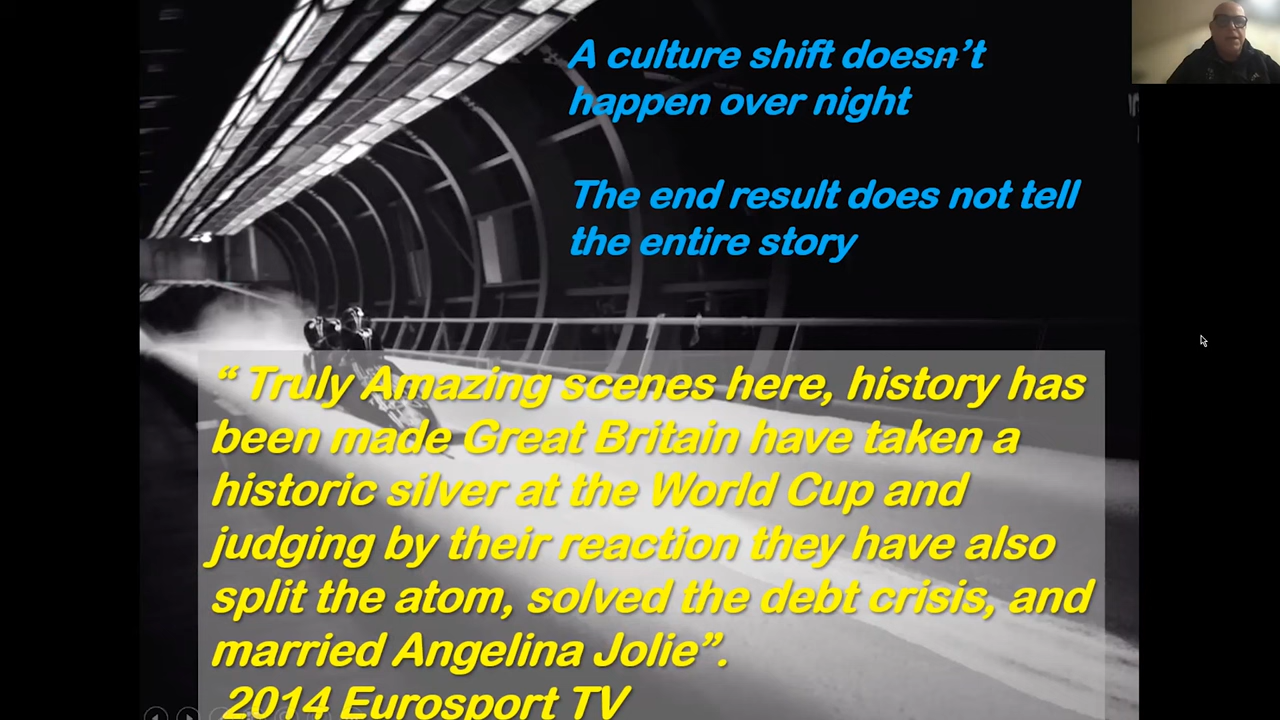 A culture shift doesn’t
happen over night
The end result does not tell
the entire story
“ Truly Amazing scenes here, history has
been made Great Britain have taken a
historic silver at the World Cup and
judging by their reaction they have also
split the atom, solved the debt crisis, and
married Angelina Jolie”.
2014 Eurosport TV